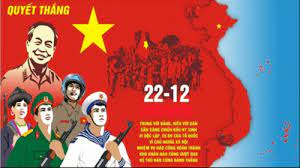 QUYẾT THẮNG
22-12
TRUNG VỚI ĐẢNG, HIẾU VỚI DÂN
SẴN SÀNG CHIẾN ĐẤU HY SINH
VÌ ĐỘC LẬP, TỰ DO CỦA TỔ QUỐC
VÌ CHỦ NGHĨA XÃ HỘI
NHIỆM VỤ NÀO CŨNG HOÀN THÀNH
KHÓ KHĂN NÀO CŨNG VƯỢT QUA
KẺ THÙ NÀO CŨNG ĐÁNH THẮNG